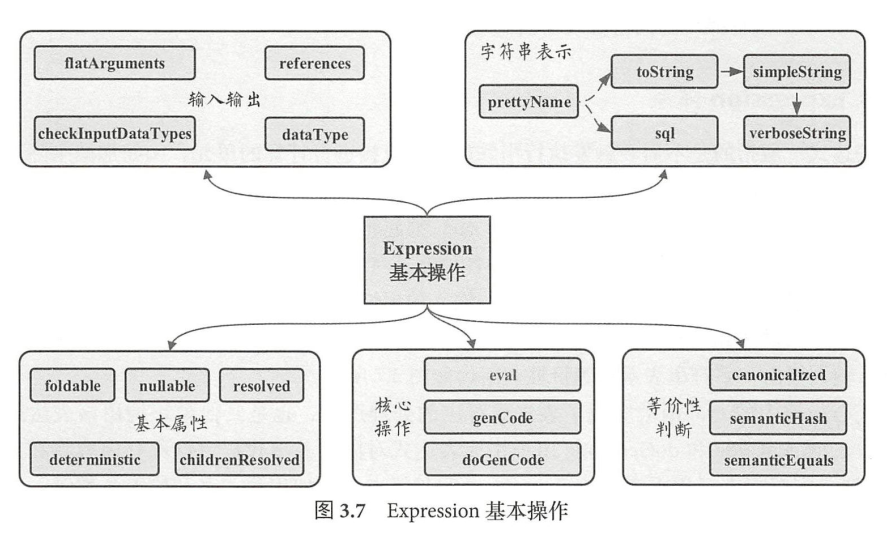 flatArguments
references
输入输出
checkInputDataTypes
dataType
字符串表示
prettyName
toString
simpleString
sql
verboseString
Expression
基本操作
foldable
nullable
resolved
基本属性
deterministic
childrenResolved
核心
操作
eval
genCode
doGenCode
等价性
判断
canonicalized
semanticHash
semanticEquals
图 3.7 Expression 基本操作